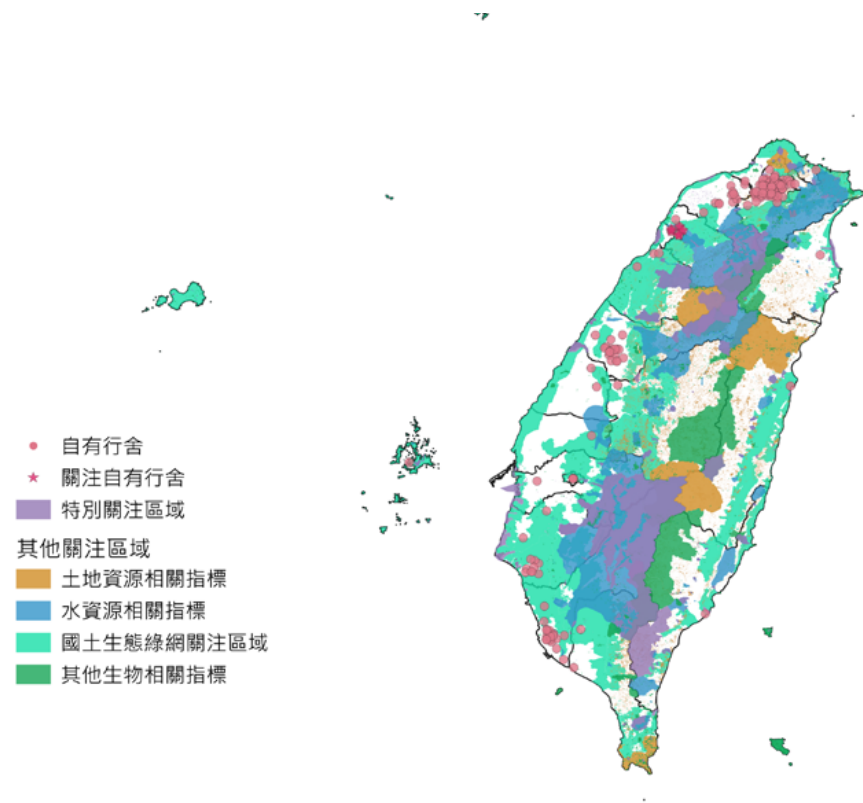 自有行舍
關注自有行舍
特別關注區域
其他關注區域
土地資源相關指標
水資源相關指標
國土生態綠網關注區域
其他生物相關指標